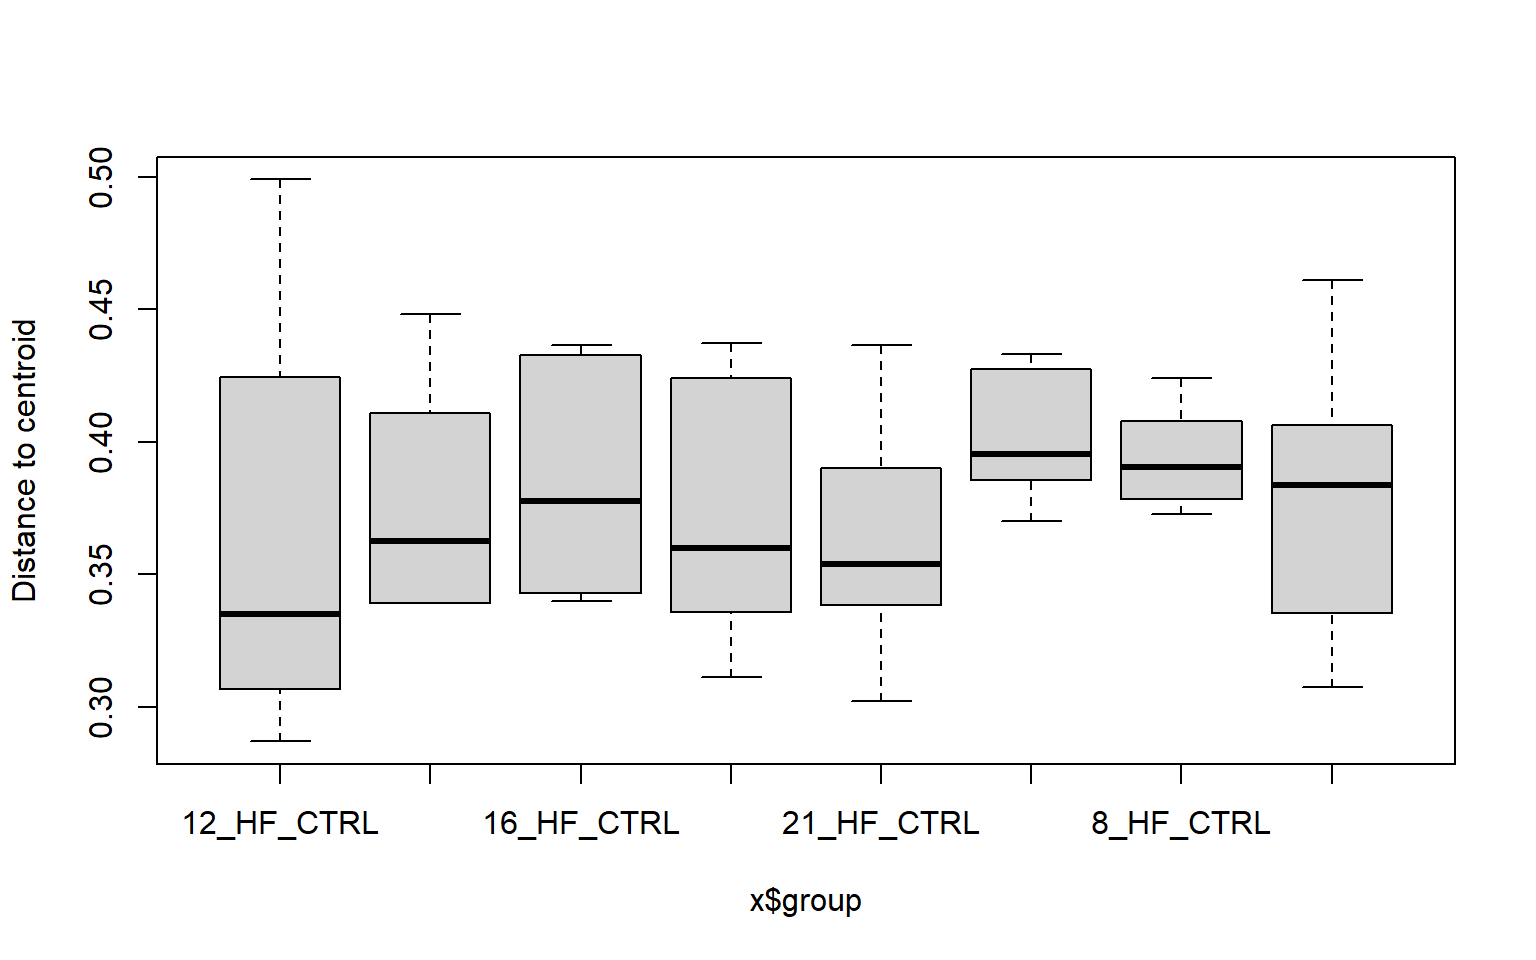 Distance to centroid
0.50
0.45
0.40
0.35
0.30
12_HF_CTRL 16_HF_CTRL 21_HF_CTRL 8_HF_CTRL
x$group